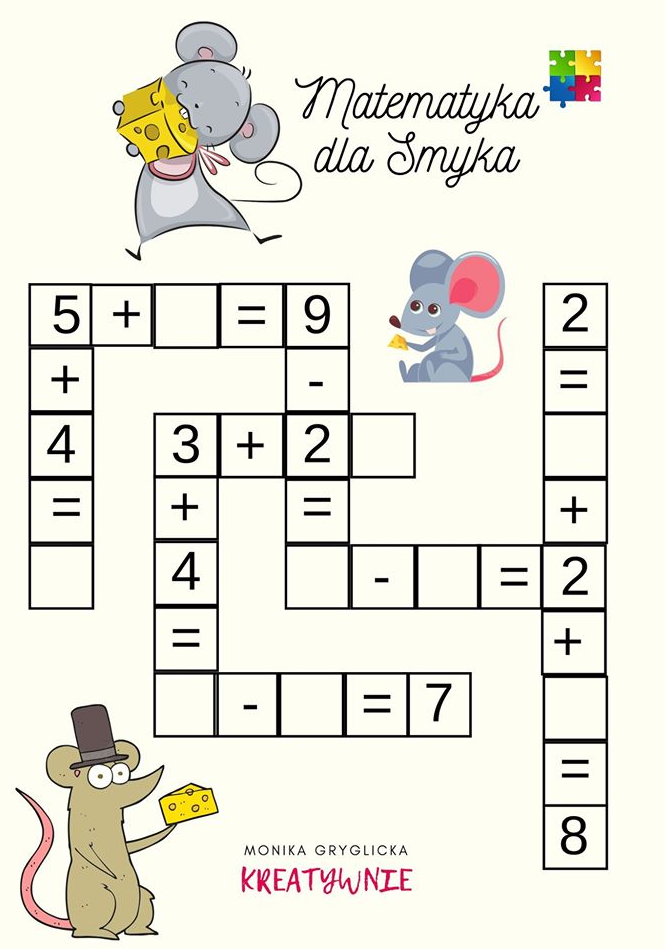 Matematyka
dla Smyka
5 + = 9 2
+ - =
4 3 + 2
= + = +
4 - = 2
= +
- = 7
=
8
MONIKA GRYGLICKA
KREATYWNIE